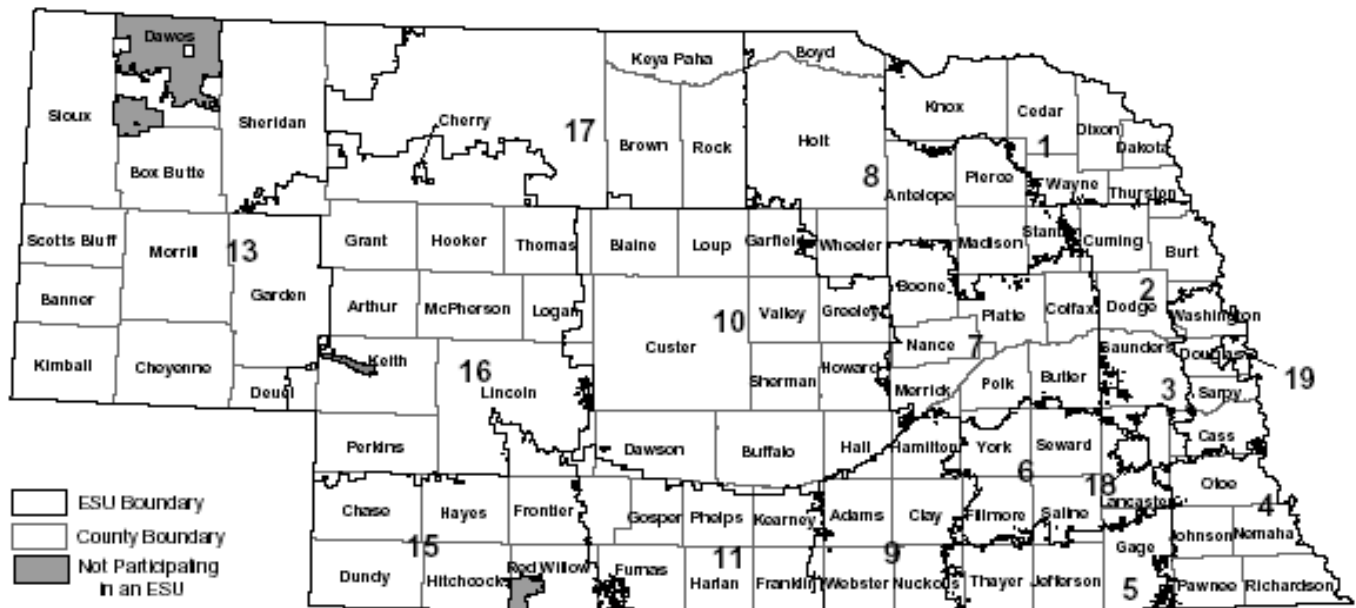 Dawes
Keya Paha
Boyd
Sioux
Sheridan
Cherry
17
Brown
Rock
Holt
Knox
Cedar
Dixon
Dakota
1
Box Butte
8
Antelope
Pierce
Wayne
Thurston
Scotts Bluff
Morrill
13
Grant
Hooker
Thomas
Blaine
Loup
Garfield
Wheeler
Madison
Stanton
Cuming
Burt
Banner
Garden
Arthur
McPherson
Logan
10
Valley
Greeley
Boone
Platte
Colfax
Dodge
2
Washington
Kimball
Cheyenne
Deuel
Keith
16
Lincoln
Custer
Sherman
Howard
Nance
7
Merrick
Polk
Butler
Saunders
3
Douglas
19
Sarpy
Cass
Perkins
Dawson
Buffalo
Hall
Hamilton
York
Seward
6
18
Lancaster
Otoe
4
ESU Boundary
County Boundary
Not Participating
in an ESU
Chase
Hayes
Frontier
Gosper
Phelps
Kearney
Adams
Clay
Fillmore
Saline
Johnson
Nemaha
15
11
9
Gage
Dundy
Hitchcock
Red Willow
Furnas
Harlan
Franklin
Webster
Nuckolls
Thayer
Jefferson
5
Pawnee
Richardson